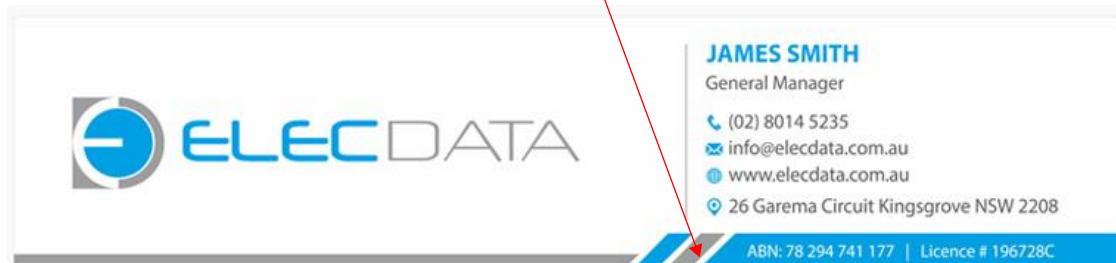 ELECDATA
JAMES SMITH
General Manager
(02) 8014 5235
info@elecdata.com.au
www.elecdata.com.au
26 Garema Circuit Kingsgrove NSW 2208
ABN: 78 294 741 177 | Licence # 196728C